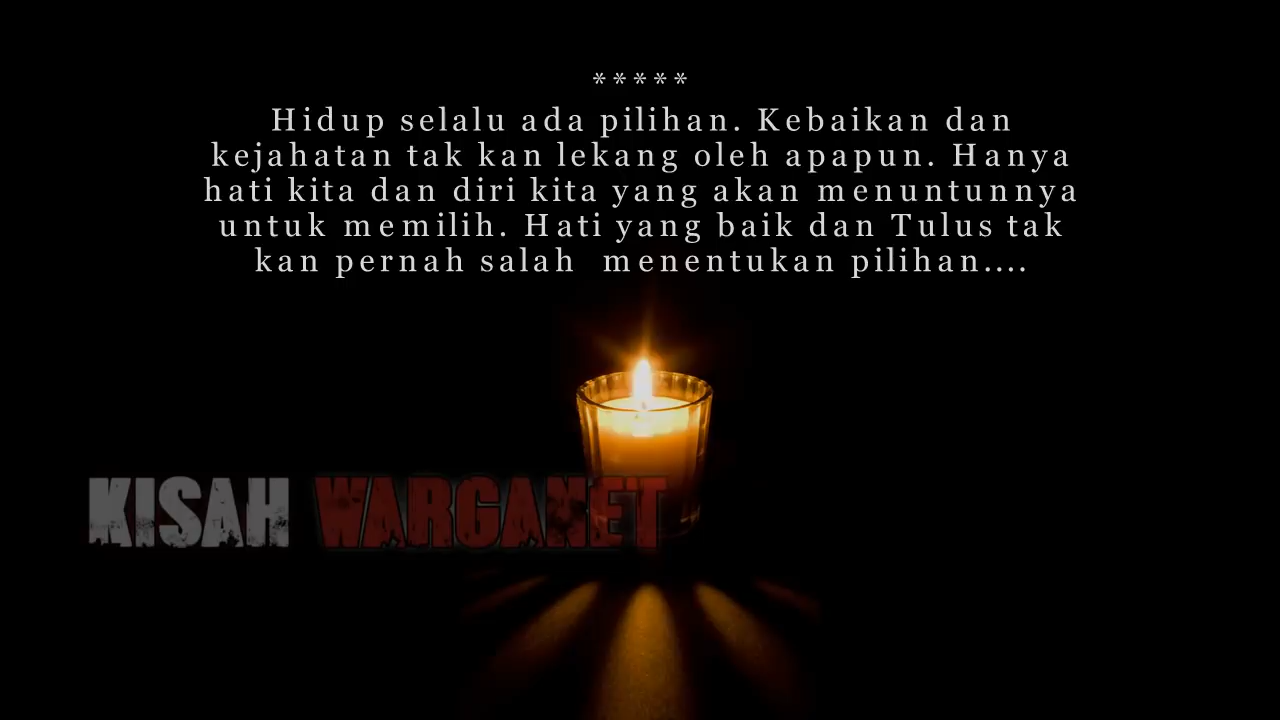 *****
Hidup selalu ada pilihan. Kebaikan dan
kejahatan tak kan lekang oleh apapun. Hanya
hati kita dan diri kita yang akan menuntunnya
untuk memilih. Hati yang baik dan Tulus tak
kan pernah salah  menentukan pilihan....
KISAH WARGANET